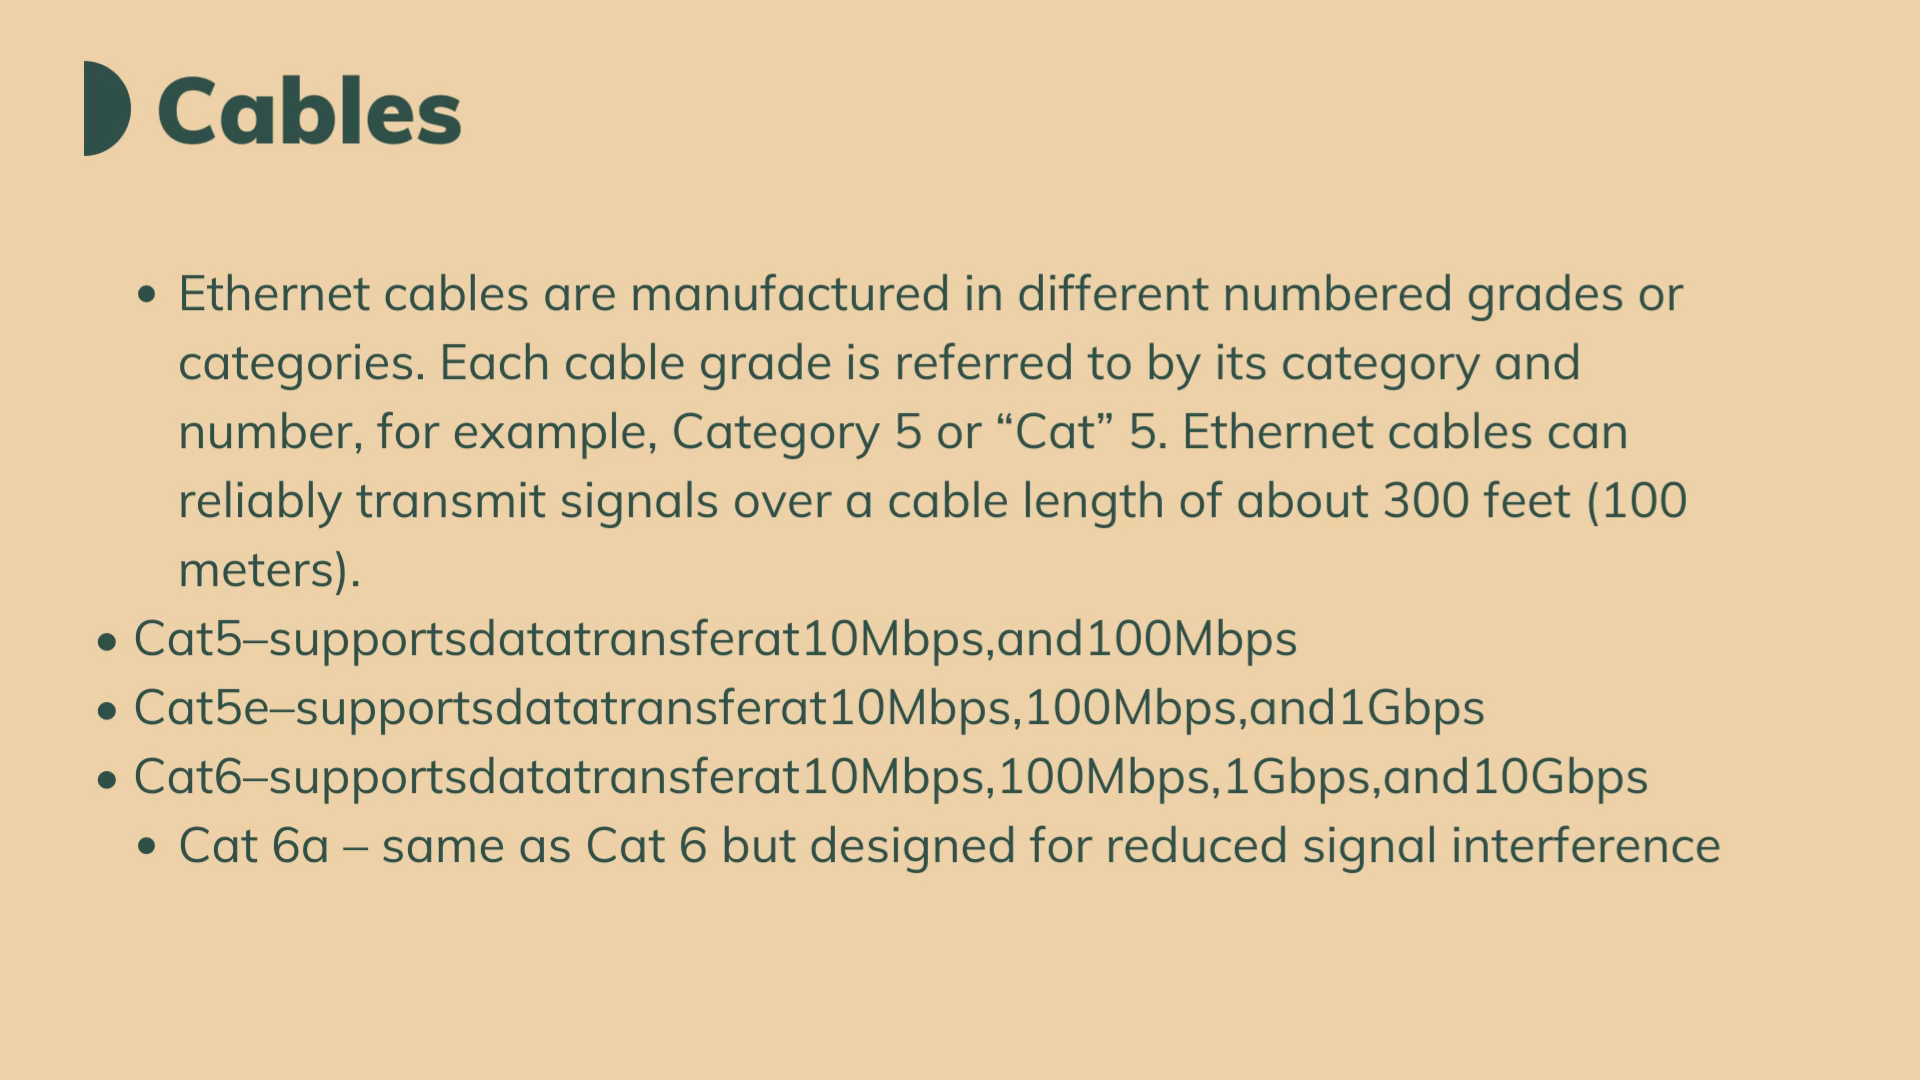 Cables
• Ethernet cables are manufactured in different numbered grades or
categories. Each cable grade is referred to by its category and
number, for example, Category 5 or “Cat” 5. Ethernet cables can
reliably transmit signals over a cable length of about 300 feet (100
meters).
• Cat5–supportsdatatransferat10Mbps,and100Mbps
• Cat5e–supportsdatatransferat10Mbps,100Mbps,and1Gbps
• Cat6–supportsdatatransferat10Mbps,100Mbps,1Gbps,and10Gbps
• Cat 6a – same as Cat 6 but designed for reduced signal interference